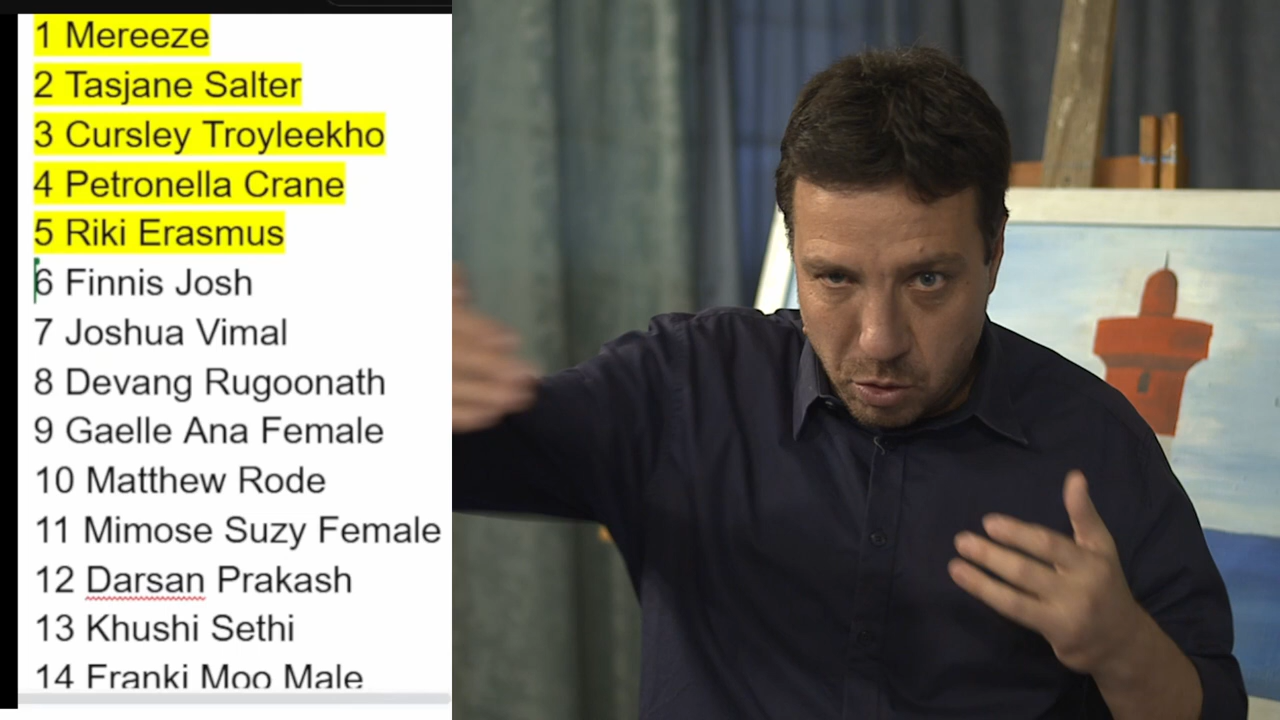 1 Mereeze
2 Tasjane Salter
3 Cursley Troyleekho
4 Petronella Crane
5 Riki Erasmus
6 Finnis Josh
7 Joshua Vimal
8 Devang Rugoonath
9 Gaelle Ana Female
10 Matthew Rode
11 Mimose Suzy Female
12 Darsan Prakash
13 Khushi Sethi
14 Franki Moo Male